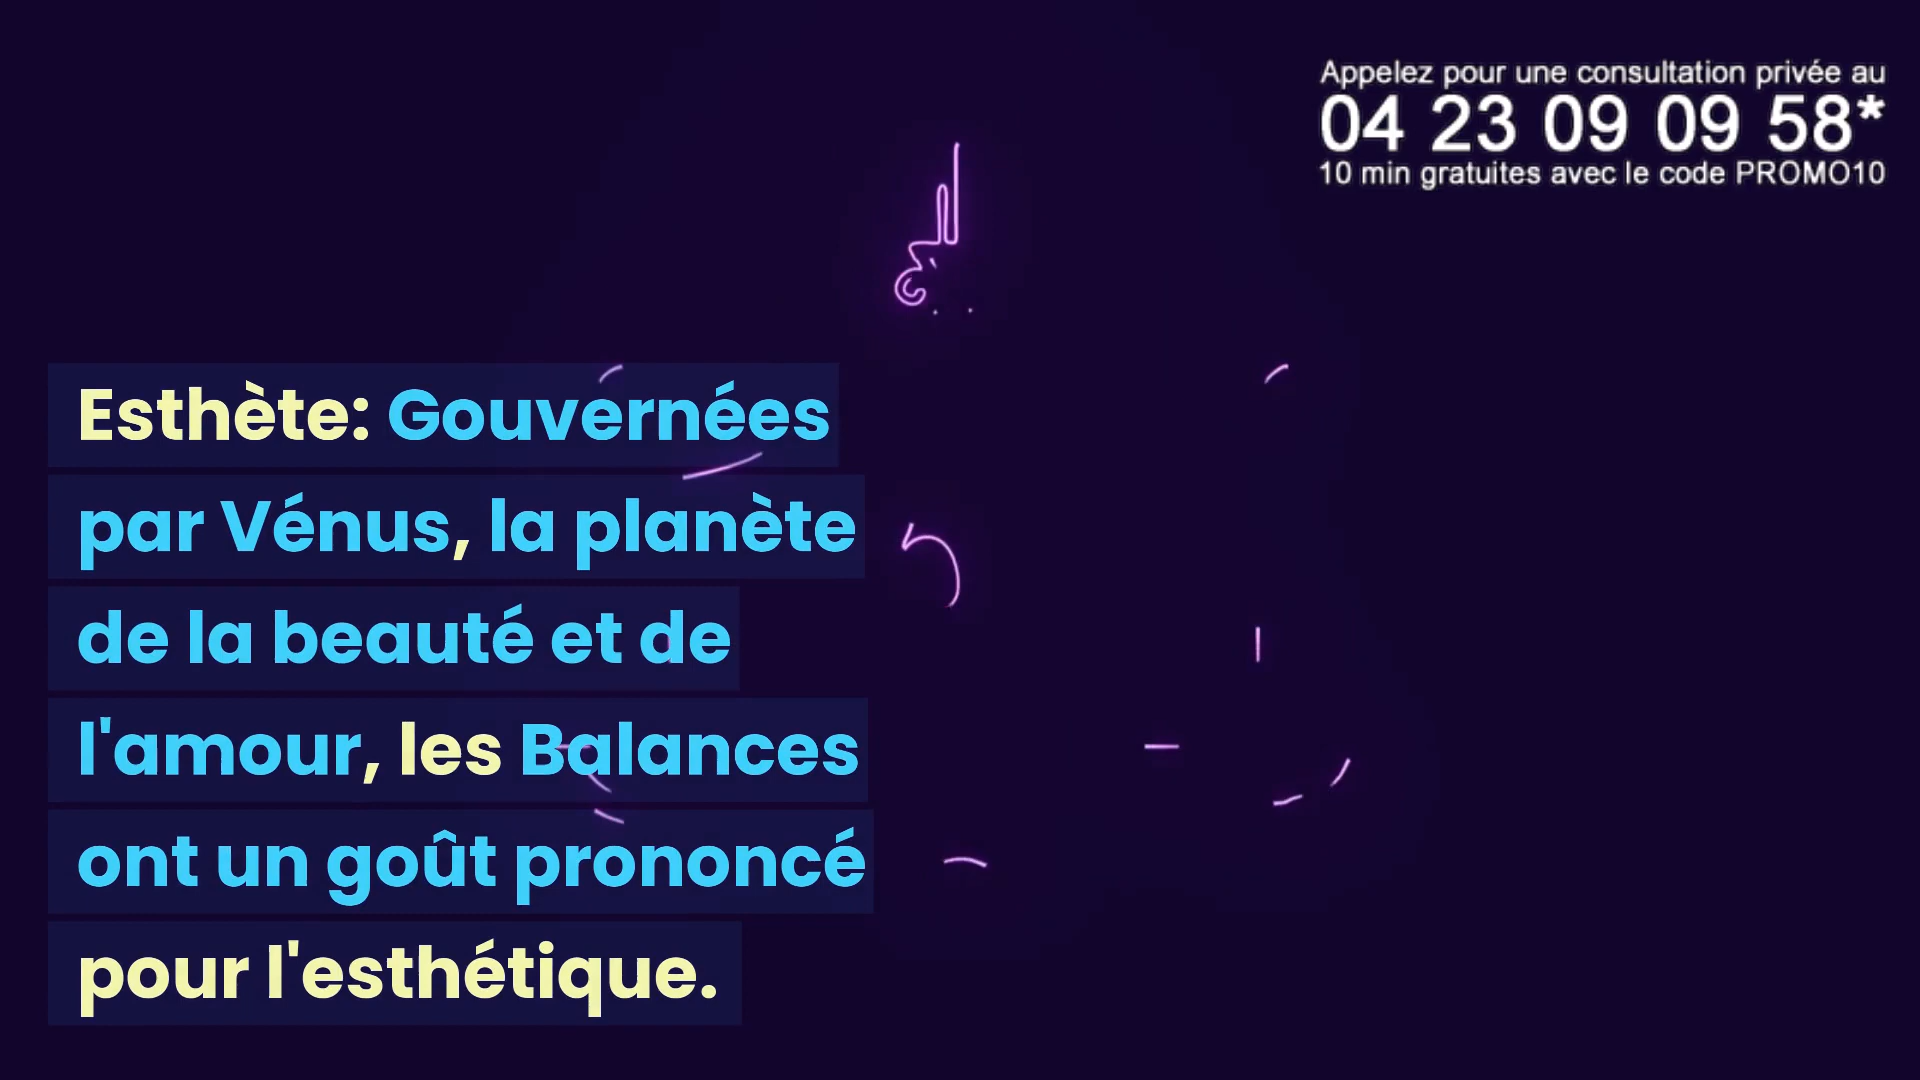 Appelez pour une consultation privée au
04 23 09 09 58*
10 min gratuites avec le code PROMO10
Esthète: Gouvernées
par Vénus, la planète
de la beauté et de
l'amour, les Balances
ont un goût prononcé
pour l'esthétique.